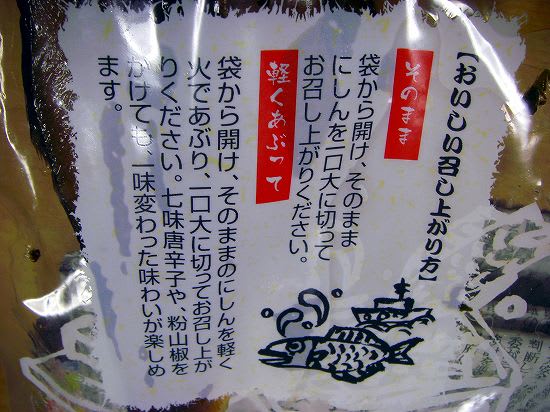 【おいしい召し上がり方】
そのまま
袋から開け、そのまま
にしんを一口大に切って
お召し上がりください。
軽くあぶって
袋から開け、そのままのにしんを軽く
火であぶり、一口大に切ってお召し上が
りください。七味唐辛子や、粉山椒を
かけても、一味変わった味わいが楽しめ
ます。